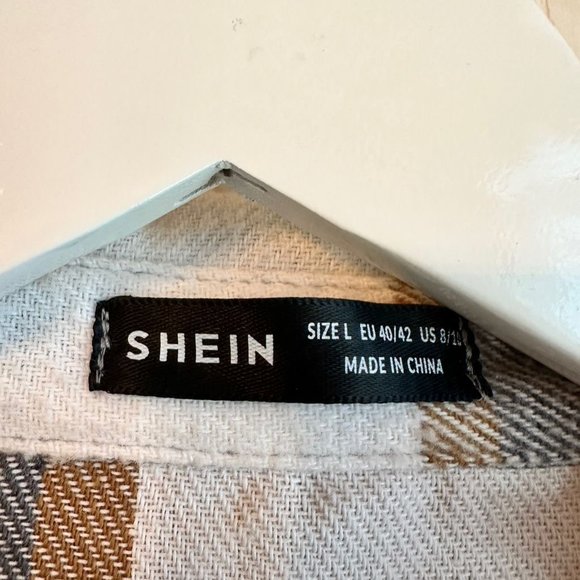 SHEIN
SIZE L EU 40/42 US 8/10
MADE IN CHINA